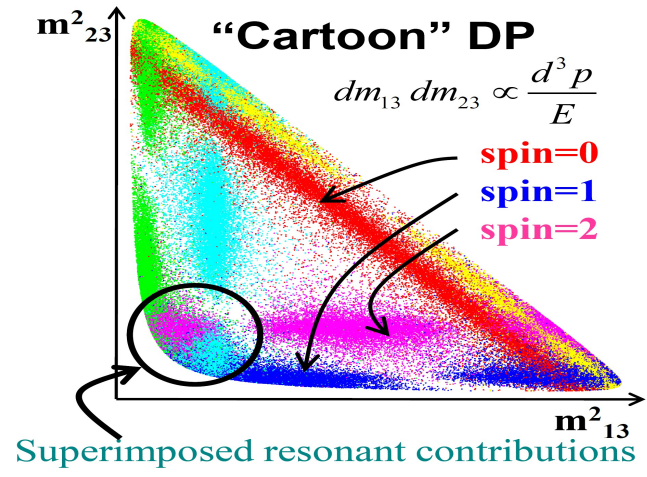 “Cartoon” DP
m²₂₃
dm₁₃ dm₂₃ ∝ d³p / E
spin=0
spin=1
spin=2
m²₁₃
Superimposed resonant contributions